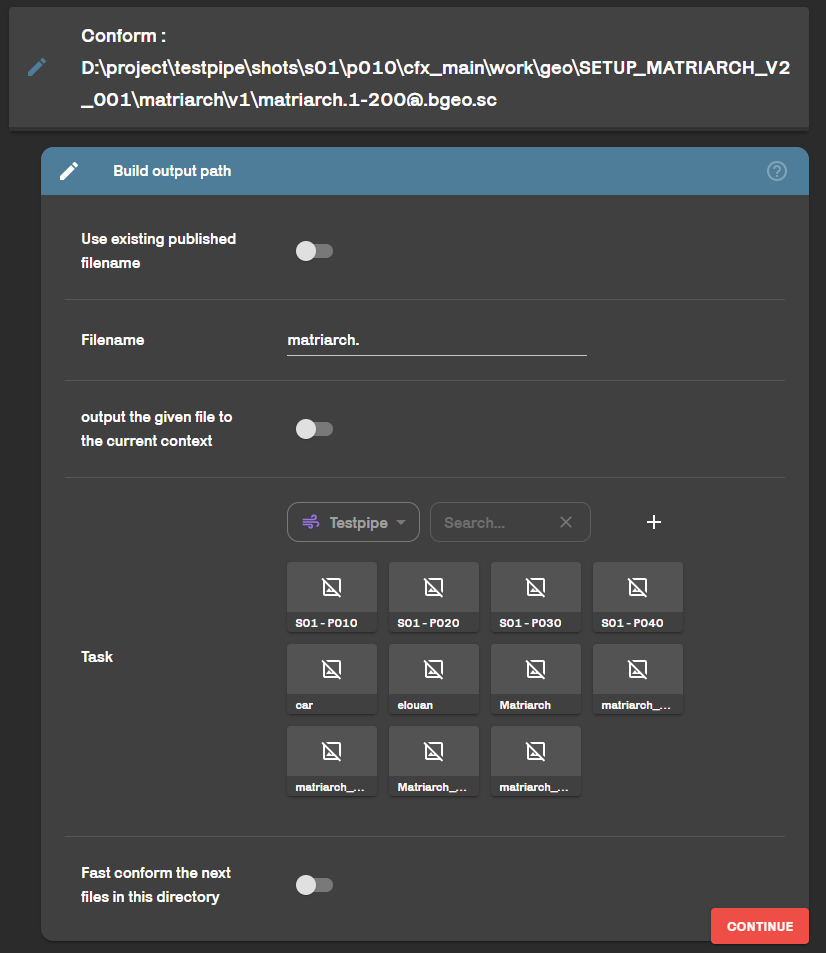 Conform :
D:\project\testpipe\shots\s01\p010\cfx_main\work\geo\SETUP_MATRIARCH_V2
_001\matriarch\v1\matriarch.1-200@.bgeo.sc
Build output path
?
Use existing published
filename
Filename
matriarch.
output the given file to
the current context
Testpipe
Search...
Task
S01 - P010
S01 - P020
S01 - P030
S01 - P040
car
elouan
Matriarch
matriarch_...
matriarch_...
Matriarch_...
matriarch_...
Fast conform the next
files in this directory
CONTINUE